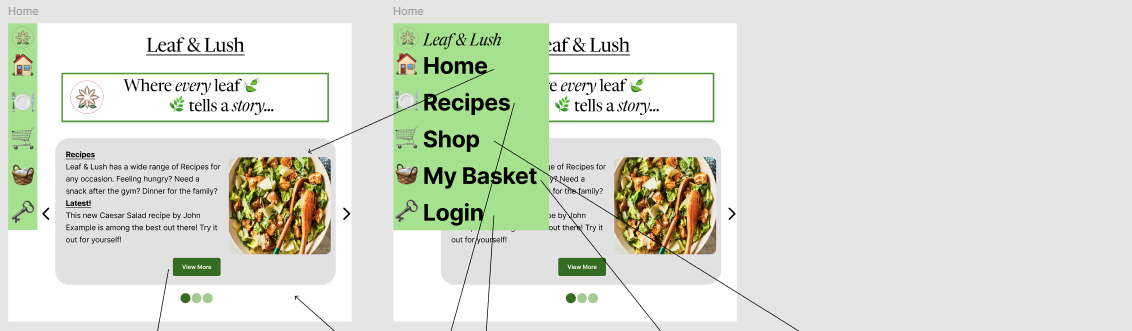 Home
Leaf & Lush
Where every leaf
tells a story...
Recipes
Leaf & Lush has a wide range of Recipes for
any occasion. Feeling hungry? Need a
snack after the gym? Dinner for the family?
Latest!
This new Caesar Salad recipe by John
Example is among the best out there! Try it
out for yourself!
View More
Home
Leaf & Lush
Home
Recipes
Shop
My Basket
Login
eaf & Lush
e every leaf
tells a story...
of Recipes for
y? Need a
for the family?
pe by John
out there! Try it
out for yourself!
View More